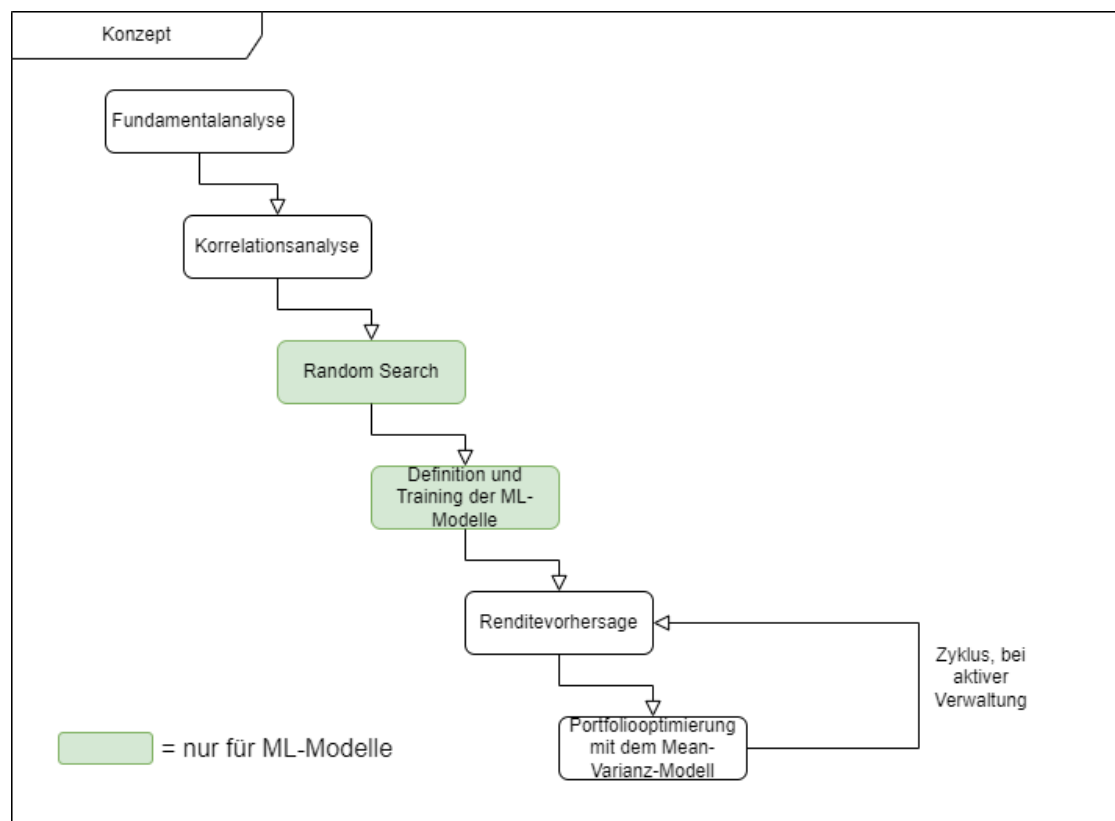 Konzept
Fundamentalanalyse
Korrelationsanalyse
Random Search
Definition und
Training der ML-
Modelle
Renditevorhersage
Zyklus, bei
aktiver
Verwaltung
Portfoliooptimierung
mit dem Mean-
Varianz-Modell
= nur für ML-Modelle